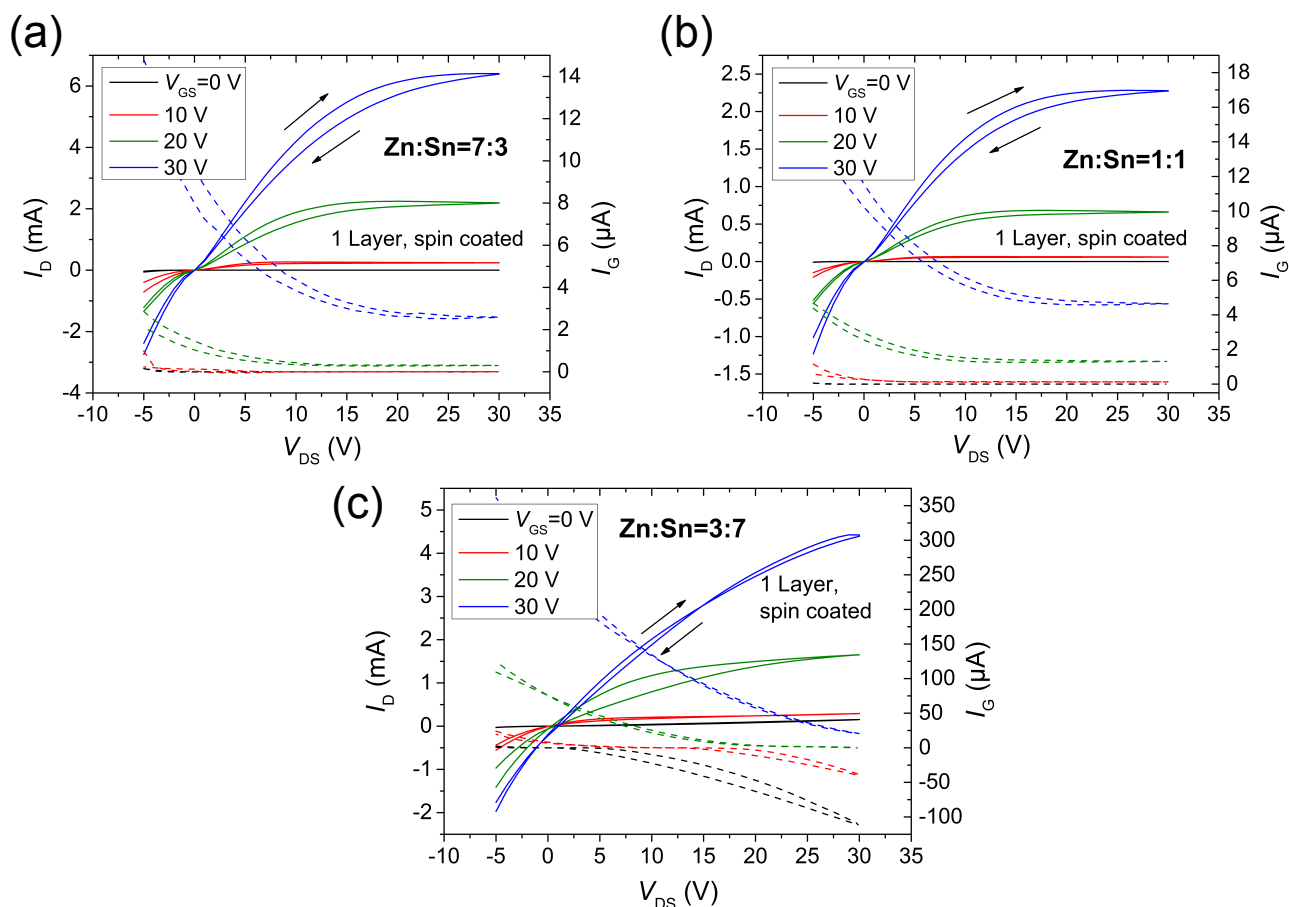 (a)
6
4
2
0
-2
-4
14
12
10
8
6
4
2
0
-10 -5 0 5 10 15 20 25 30 35
I_D (mA)
I_G (µA)
V_DS (V)
V_GS=0 V
10 V
20 V
30 V
Zn:Sn=7:3
1 Layer, spin coated
(b)
2.5
2.0
1.5
1.0
0.5
0.0
-0.5
-1.0
-1.5
18
16
14
12
10
8
6
4
2
0
-10 -5 0 5 10 15 20 25 30 35
I_D (mA)
I_G (µA)
V_DS (V)
V_GS=0 V
10 V
20 V
30 V
Zn:Sn=1:1
1 Layer, spin coated
(c)
5
4
3
2
1
0
-1
-2
350
300
250
200
150
100
50
0
-50
-100
-10 -5 0 5 10 15 20 25 30 35
I_D (mA)
I_G (µA)
V_DS (V)
V_GS=0 V
10 V
20 V
30 V
Zn:Sn=3:7
1 Layer,
spin coated